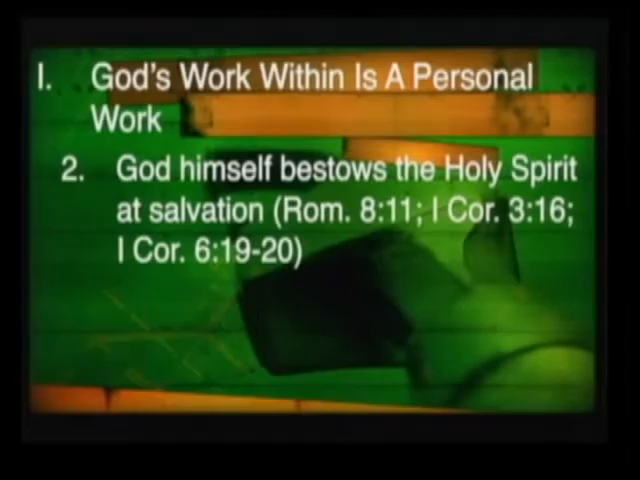 I. God's Work Within Is A Personal
Work
2. God himself bestows the Holy Spirit
at salvation (Rom. 8:11; I Cor. 3:16;
I Cor. 6:19-20)